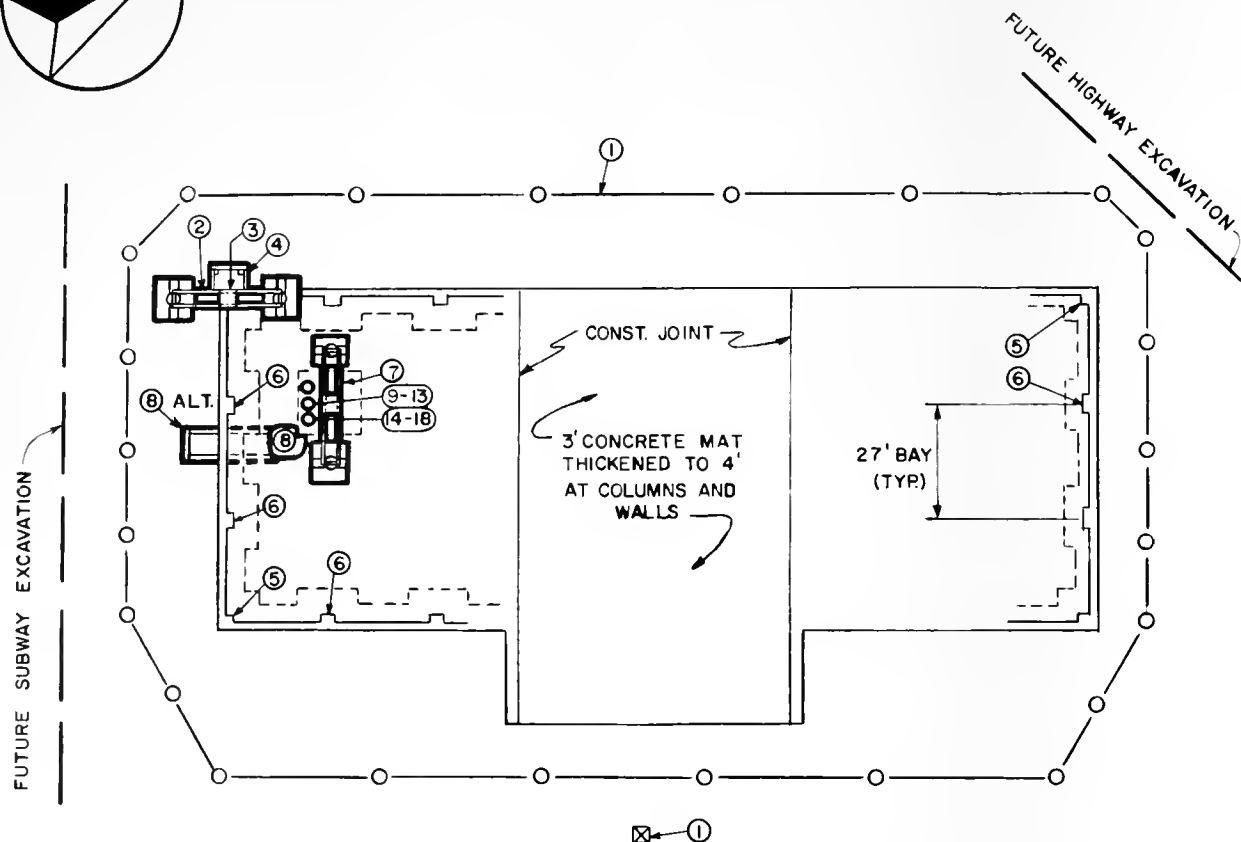 FUTURE HIGHWAY EXCAVATION
1
2
3
4
CONST. JOINT
5
6
7
6
8 ALT.
9-13
14-18
8
3' CONCRETE MAT
THICKENED TO 4'
AT COLUMNS AND
WALLS
27' BAY
(TYP.)
6
6
5
FUTURE SUBWAY EXCAVATION
1